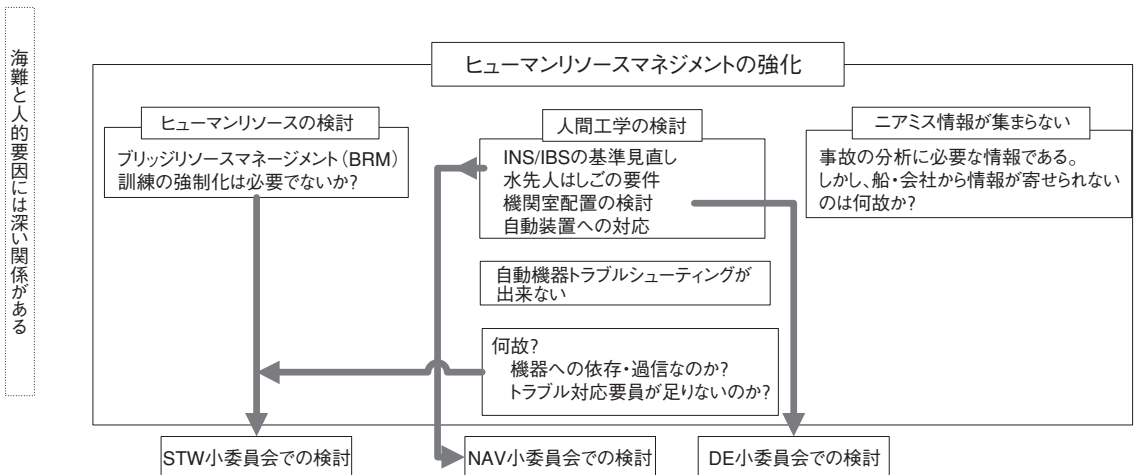 海難と人的要因には深い関係がある
ヒューマンリソースマネジメントの強化
ヒューマンリソースの検討
ブリッジリソースマネージメント（BRM）
訓練の強制化は必要でないか？
人間工学の検討
INS/IBSの基準見直し
水先人はしごの要件
機関室配置の検討
自動装置への対応
ニアミス情報が集まらない
事故の分析に必要な情報である。
しかし、船・会社から情報が寄せられない
のは何故か？
自動機器トラブルシューティングが
出来ない
何故？
機器への依存・過信なのか？
トラブル対応要員が足りないのか？
STW小委員会での検討
NAV小委員会での検討
DE小委員会での検討